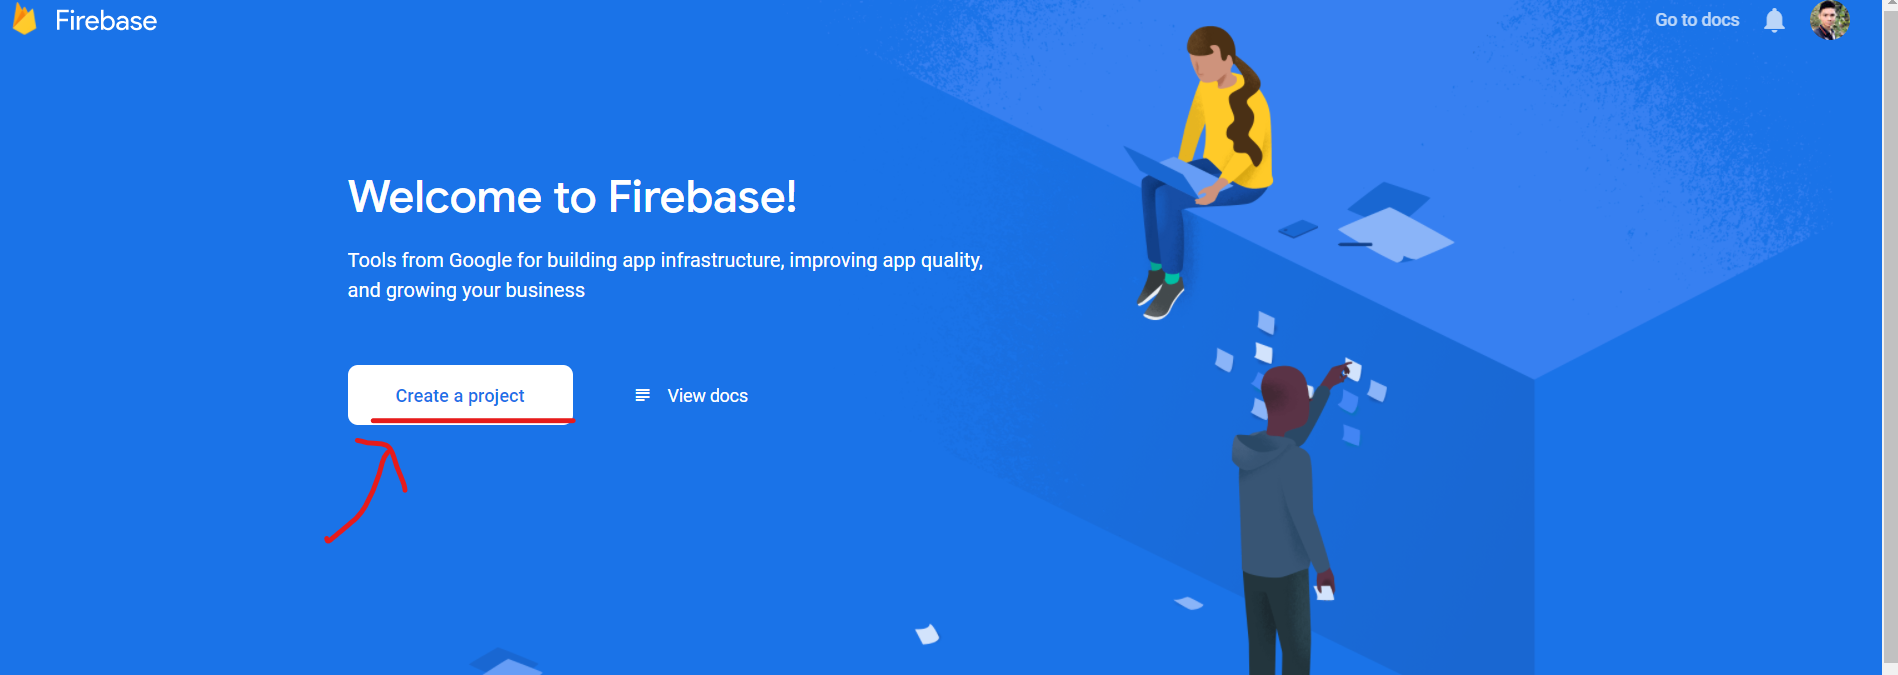 Firebase
Go to docs
Welcome to Firebase!
Tools from Google for building app infrastructure, improving app quality,
and growing your business
Create a project
View docs